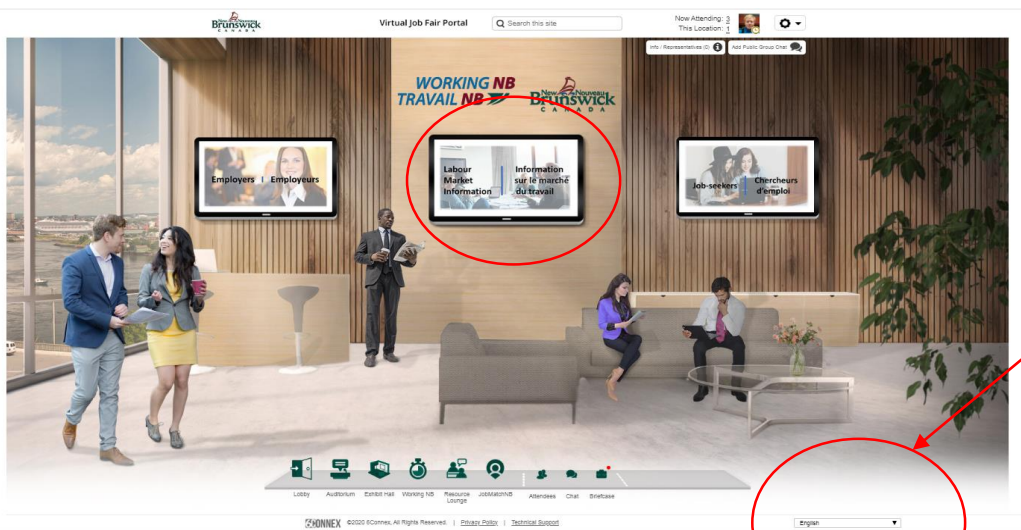 New Nouveau
Brunswick
CANADA
Virtual Job Fair Portal
Search this site
Now Attending: 3
This Location: 1
Info / Representatives (0)
Add Public Group Chat
WORKING NB
TRAVAIL NB
New Nouveau
Brunswick
CANADA
Employers | Employeurs
Labour
Market
Information
Information
sur le marché
du travail
Job-seekers
Chercheurs
d'emploi
Lobby
Auditorium
Exhibit Hall
Working NB
Resource
Lounge
JobMatchNB
Attendees
Chat
Briefcase
6CONNEX
©2020 6Connex, All Rights Reserved. | Privacy Policy | Technical Support
English